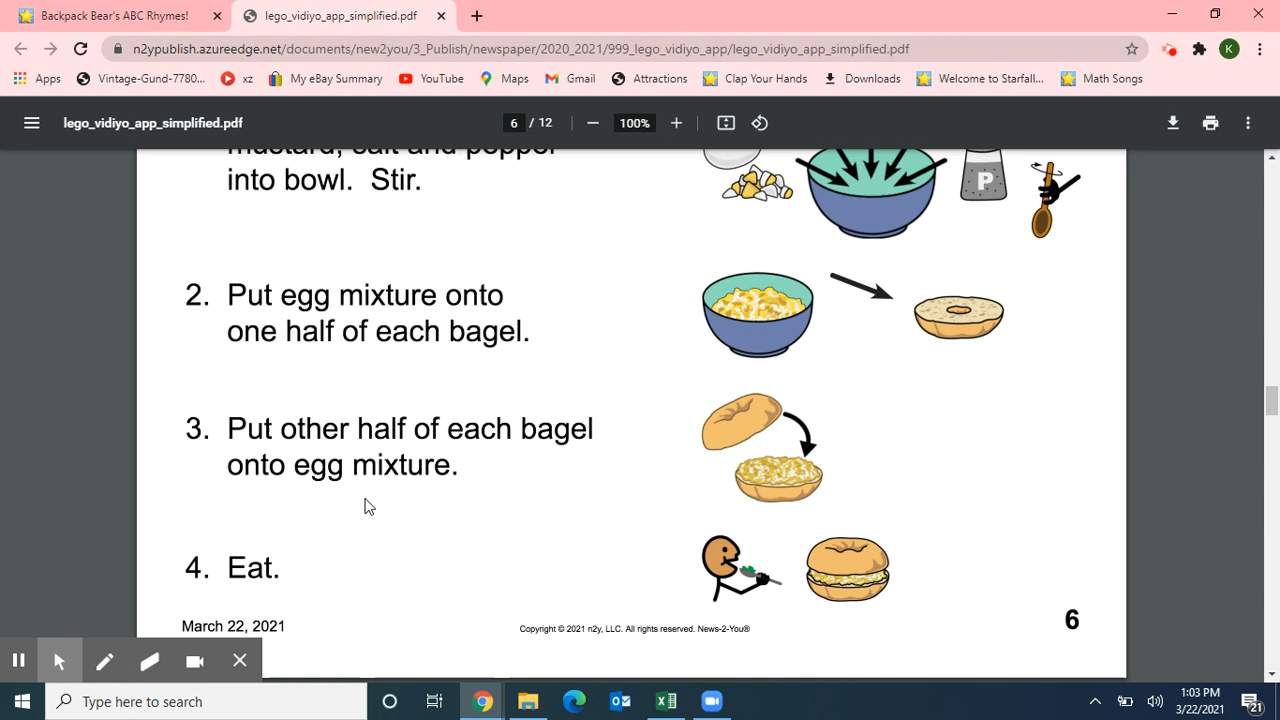 Backpack Bear's ABC Rhymes!
lego_vidiyo_app_simplified.pdf
n2ypublish.azureedge.net/documents/new2you/3_Publish/newspaper/2020_2021/999_lego_vidiyo_app/lego_vidiyo_app_simplified.pdf
K
Apps Vintage-Gund-7780... xz My eBay Summary YouTube Maps Gmail Attractions Clap Your Hands Downloads Welcome to Starfall... Math Songs
lego_vidiyo_app_simplified.pdf 6 / 12 100%
mustard, salt and pepper
into bowl. Stir.
P
2. Put egg mixture onto
one half of each bagel.
3. Put other half of each bagel
onto egg mixture.
4. Eat.
March 22, 2021 Copyright © 2021 n2y, LLC. All rights reserved. News-2-You® 6
Type here to search
1:03 PM
3/22/2021
21